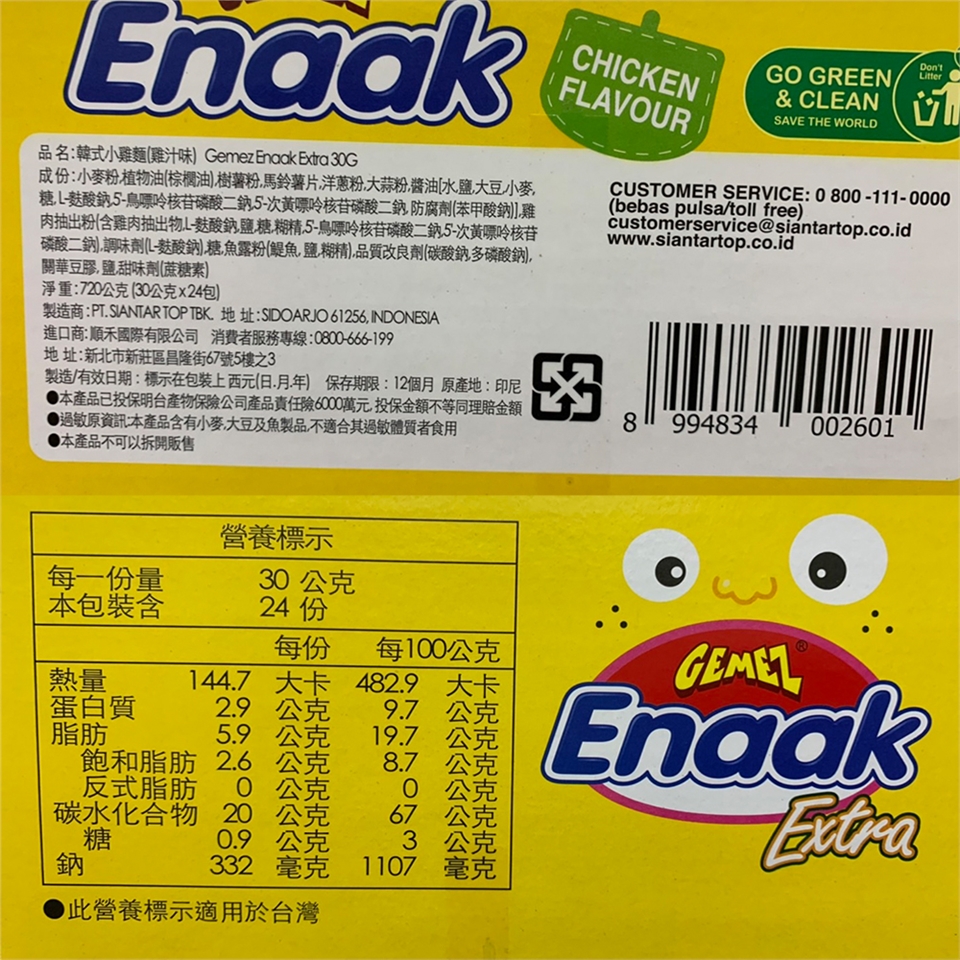 Enaak
CHICKEN
FLAVOUR
GO GREEN
& CLEAN
SAVE THE WORLD
Don't
Litter
品名:韓式小雞麵(雞汁味) Gemez Enaak Extra 30G
成份:小麥粉,植物油(棕櫚油),樹薯粉,馬鈴薯片,洋蔥粉,大蒜粉,醬油[水,鹽,大豆,小麥,
糖,L-麩酸鈉,5-鳥嘌呤核苷磷酸二鈉,5-次黃嘌呤核苷磷酸二鈉,防腐劑(苯甲酸鈉)],雞
肉抽出粉(含雞肉抽出物,L-麩酸鈉,鹽,糖,糊精,5-鳥嘌呤核苷磷酸二鈉,5-次黃嘌呤核苷
磷酸二鈉),調味劑(L-麩酸鈉),糖,魚露粉(鯷魚,鹽,糊精),品質改良劑(碳酸鈉,多磷酸鈉),
關華豆膠,鹽,甜味劑(蔗糖素)
淨重:720公克(30公克x24包)
製造商:PT. SIANTAR TOP TBK. 地址:SIDOARJO 61256, INDONESIA
進口商:順禾國際有限公司 消費者服務專線:0800-666-199
地址:新北市新莊區昌隆街67號5樓之3
製造/有效日期:標示在包裝上 西元(日.月.年) 保存期限:12個月 原產地:印尼
●本產品已投保明台產物保險公司產品責任險6000萬元,投保金額不等同理賠金額
●過敏原資訊:本產品含有小麥,大豆及魚製品,不適合其過敏體質者食用
●本產品不可以拆開販售
CUSTOMER SERVICE: 0 800 -111- 0000
(bebas pulsa/toll free)
customerservice@siantartop.co.id
www.siantartop.co.id
8 994834 002601
營養標示
每一份量 30 公克
本包裝含 24 份
每份 每100公克
熱量 144.7 大卡 482.9 大卡
蛋白質 2.9 公克 9.7 公克
脂肪 5.9 公克 19.7 公克
飽和脂肪 2.6 公克 8.7 公克
反式脂肪 0 公克 0 公克
碳水化合物 20 公克 67 公克
糖 0.9 公克 3 公克
鈉 332 毫克 1107 毫克
●此營養標示適用於台灣
GEMEZ®
Enaak
Extra